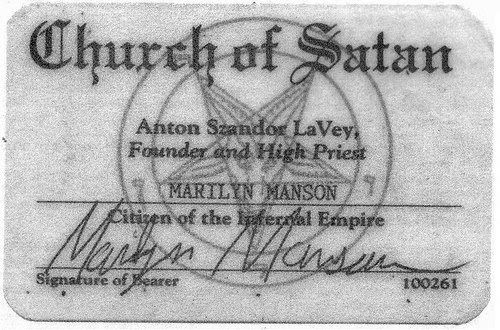 Church of Satan
Anton Szandor LaVey,
Founder and High Priest
MARILYN MANSON
Citizen of the Infernal Empire
Marilyn Manson
Signature of Bearer 100261